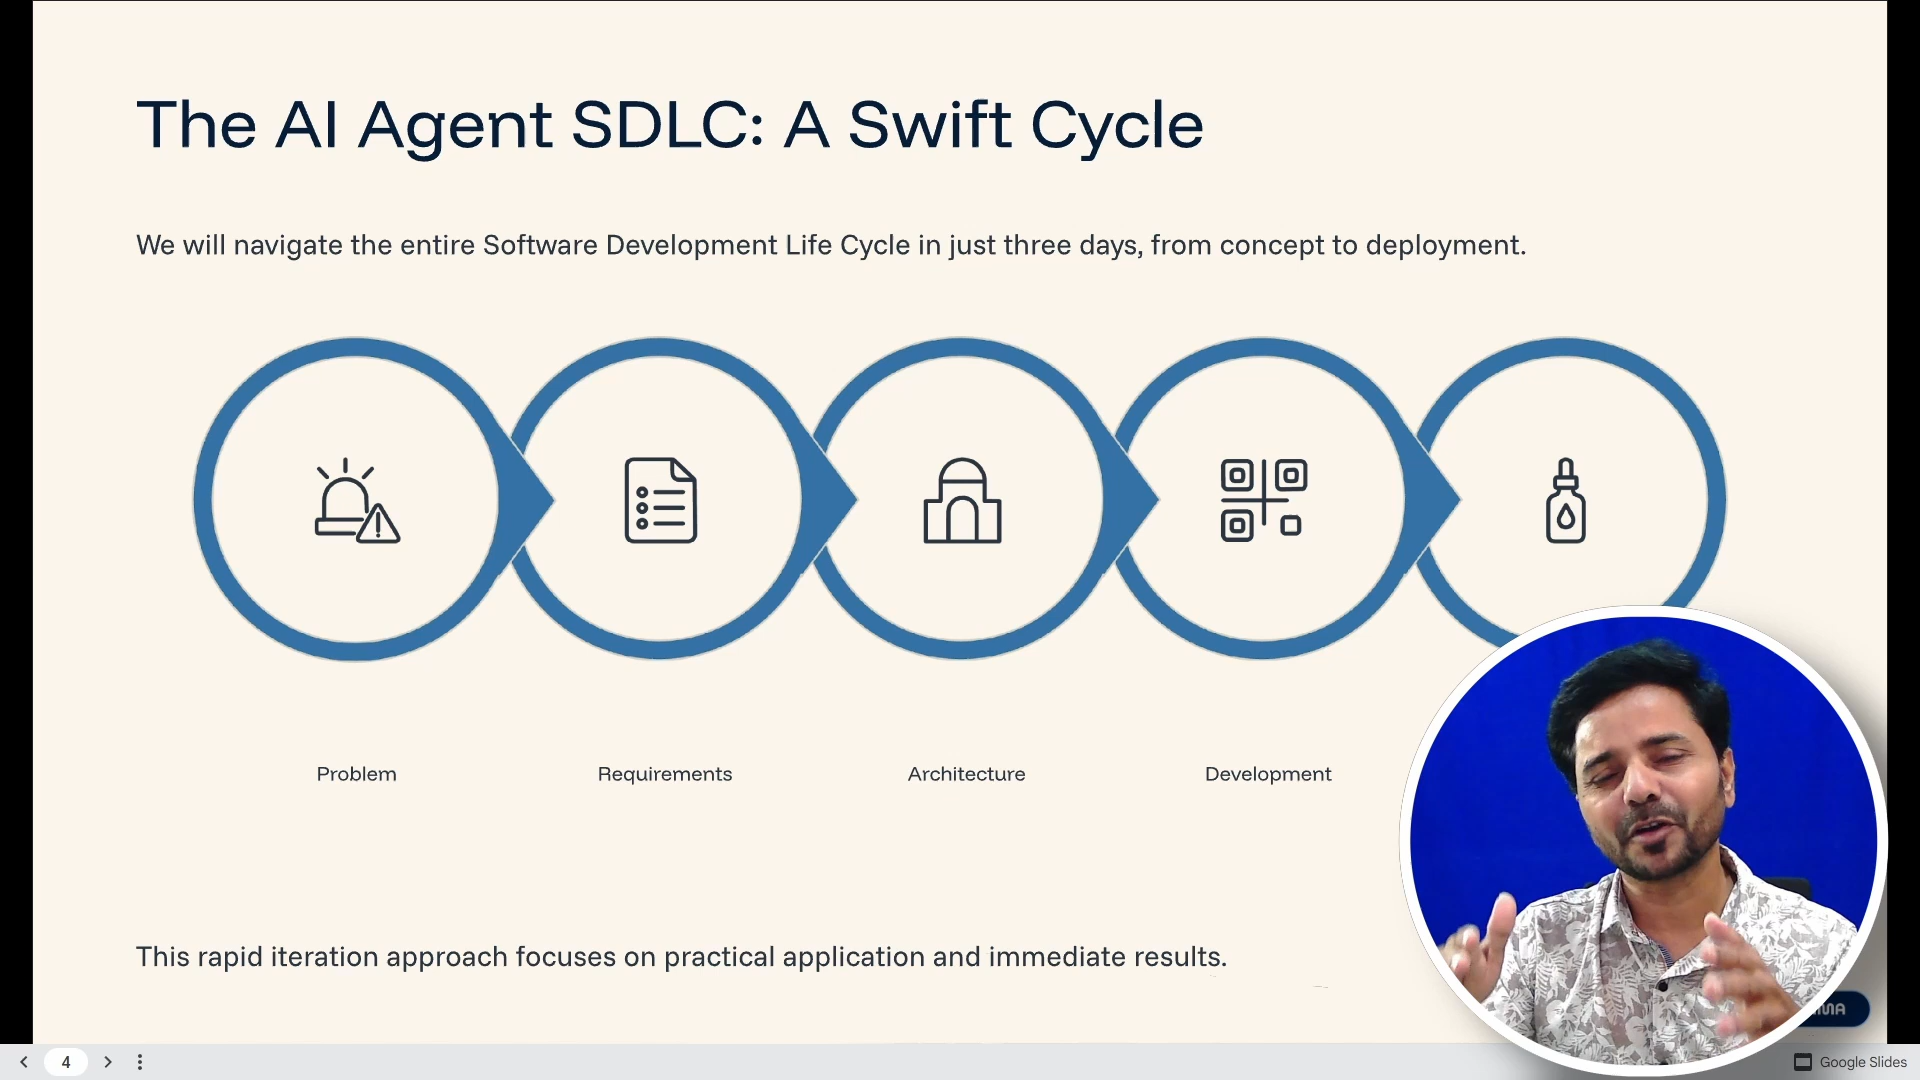 The AI Agent SDLC: A Swift Cycle
We will navigate the entire Software Development Life Cycle in just three days, from concept to deployment.
Problem
Requirements
Architecture
Development
This rapid iteration approach focuses on practical application and immediate results.
4
Google Slides